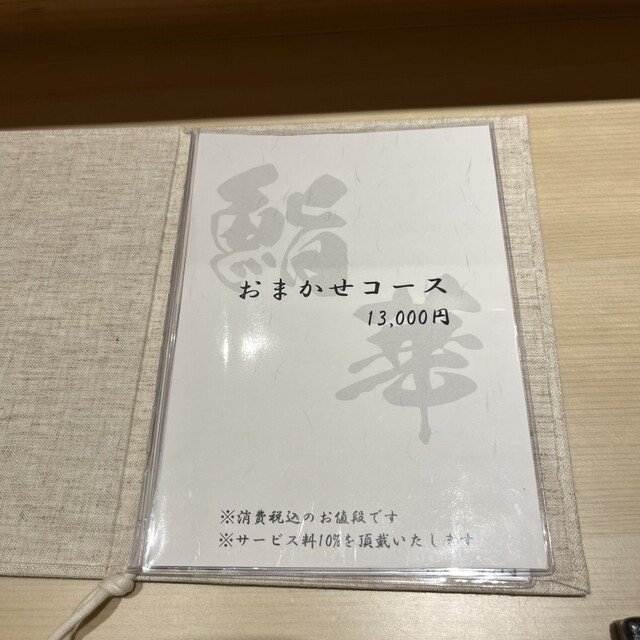 鮨華
おまかせコース
13,000円
※消費税込のお値段です
※サービス料10%を頂戴いたします